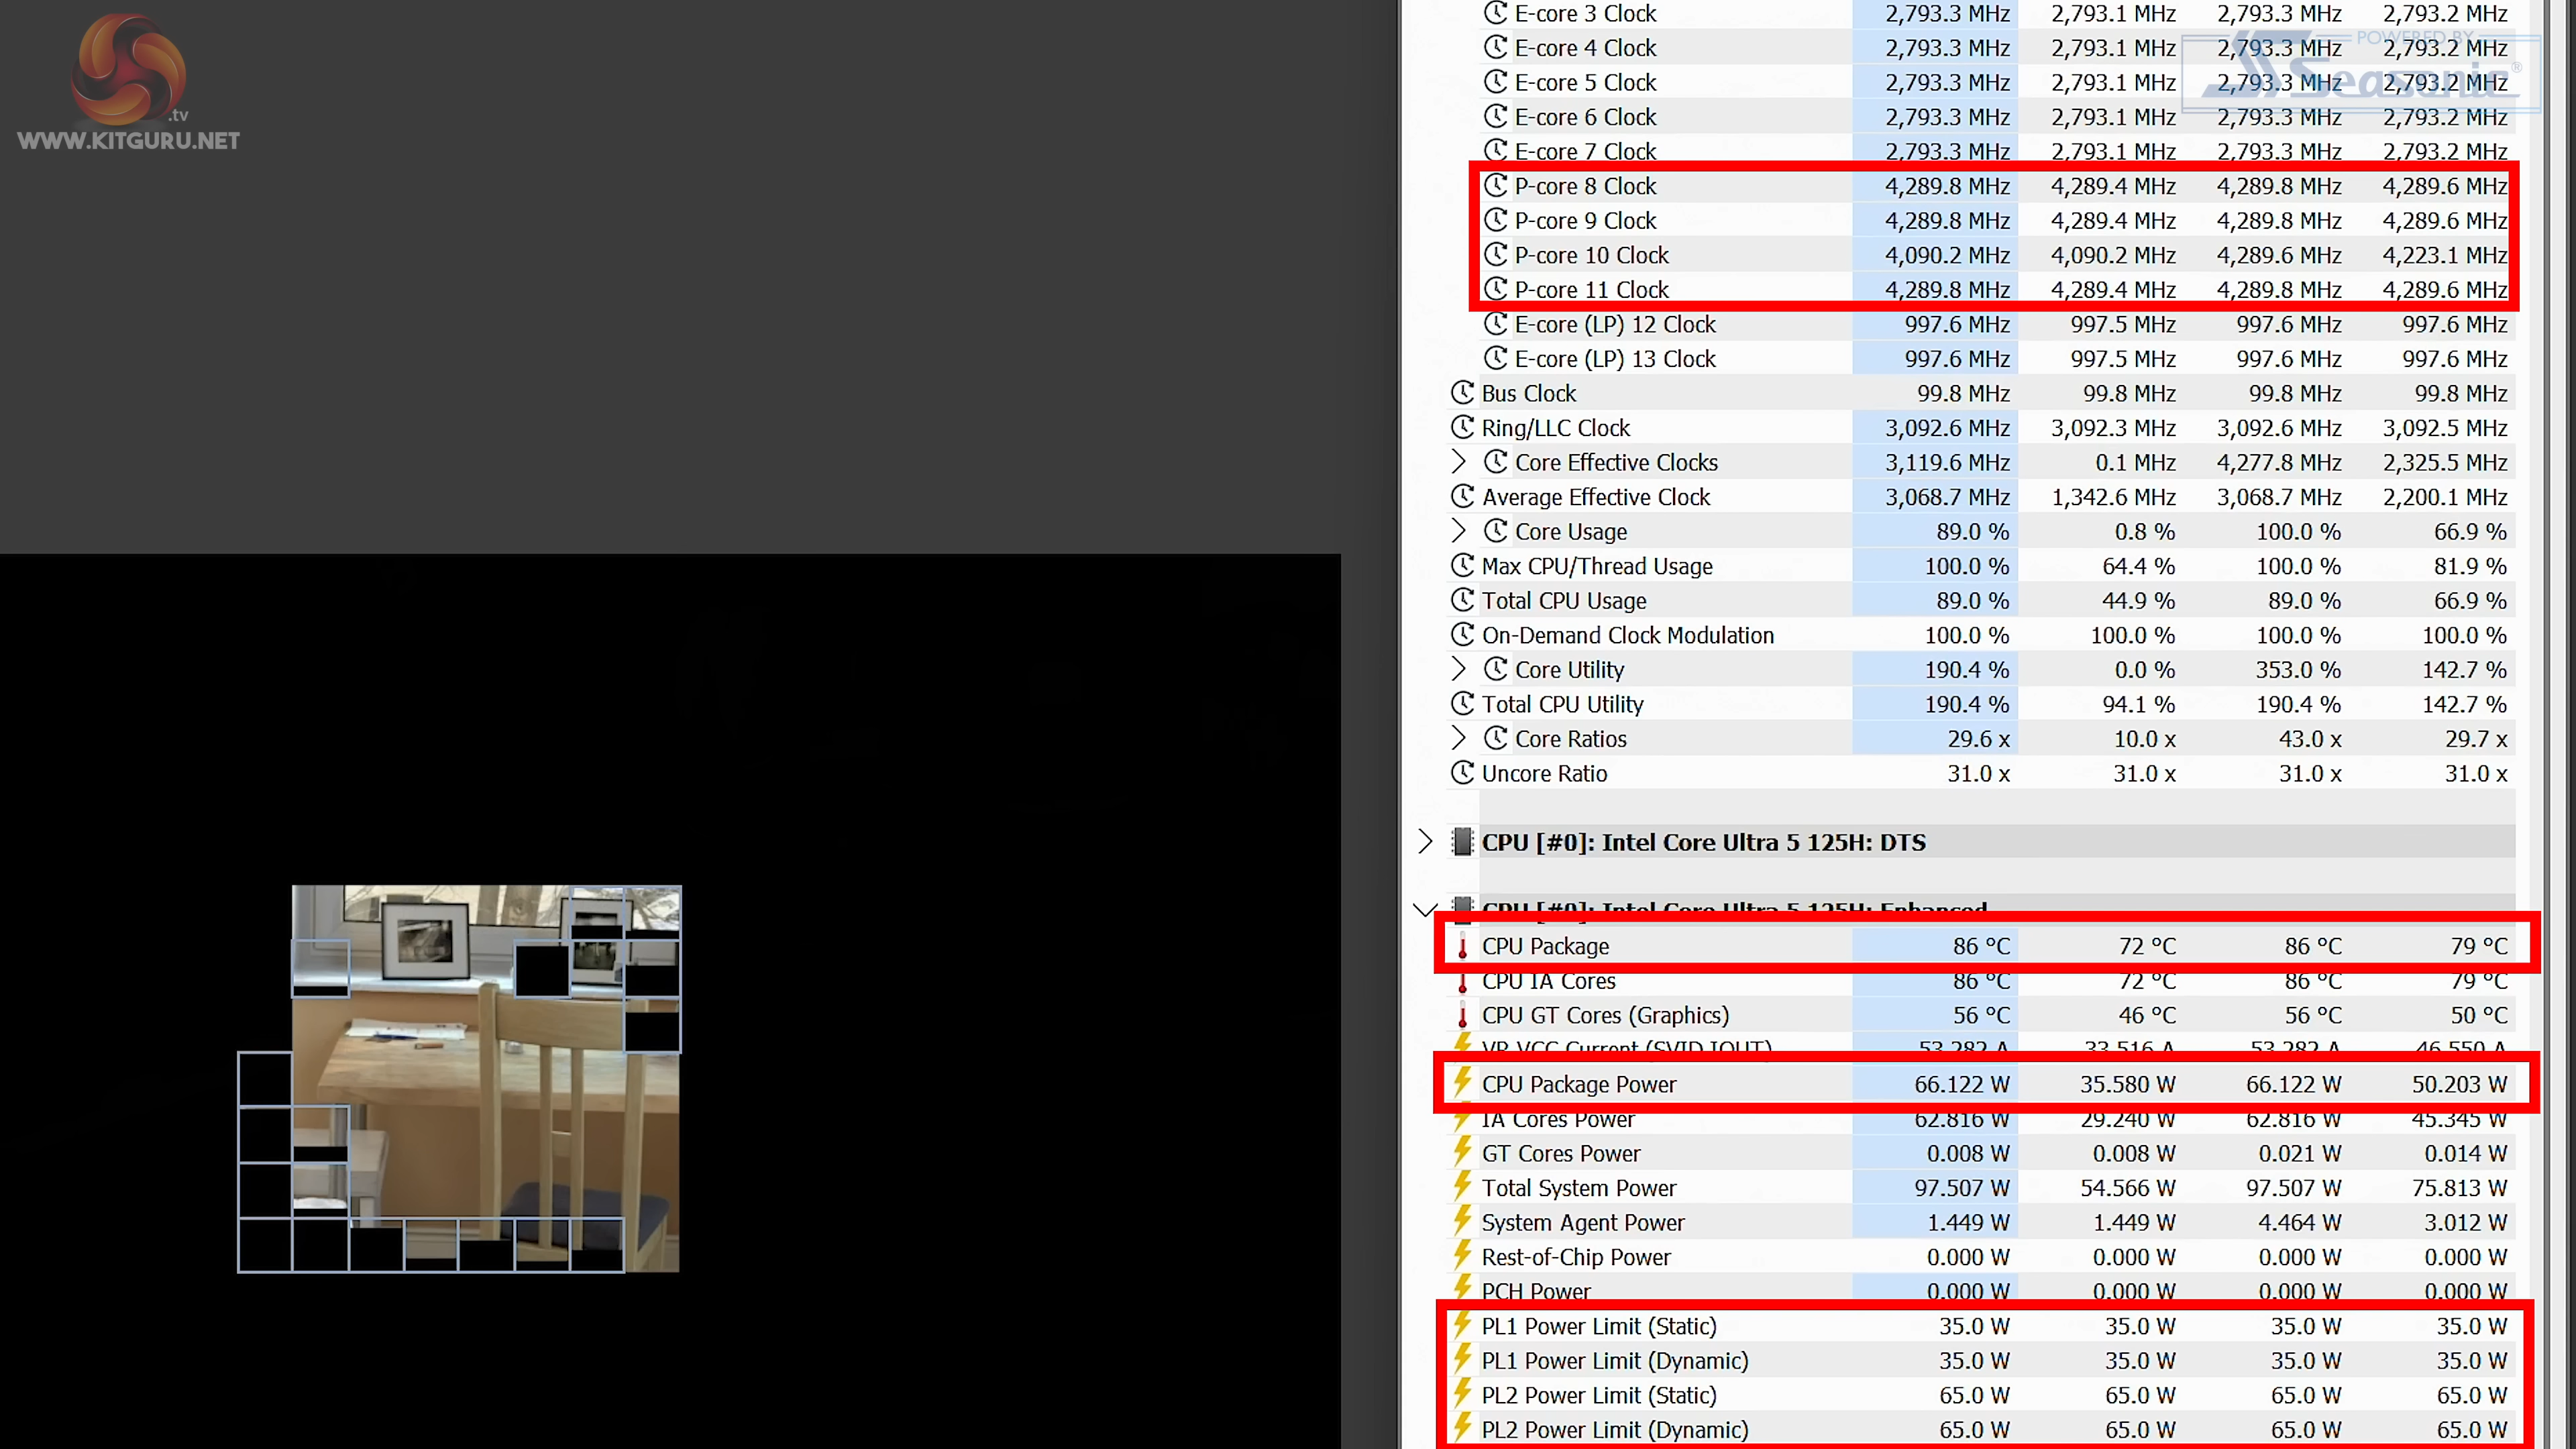 .tv
WWW.KITGURU.NET
POWERED BY
Seasonic®
E-core 3 Clock 2,793.3 MHz 2,793.1 MHz 2,793.3 MHz 2,793.2 MHz
E-core 4 Clock 2,793.3 MHz 2,793.1 MHz 2,793.3 MHz 2,793.2 MHz
E-core 5 Clock 2,793.3 MHz 2,793.1 MHz 2,793.3 MHz 2,793.2 MHz
E-core 6 Clock 2,793.3 MHz 2,793.1 MHz 2,793.3 MHz 2,793.2 MHz
E-core 7 Clock 2,793.3 MHz 2,793.1 MHz 2,793.3 MHz 2,793.2 MHz
P-core 8 Clock 4,289.8 MHz 4,289.4 MHz 4,289.8 MHz 4,289.6 MHz
P-core 9 Clock 4,289.8 MHz 4,289.4 MHz 4,289.8 MHz 4,289.6 MHz
P-core 10 Clock 4,090.2 MHz 4,090.2 MHz 4,289.6 MHz 4,223.1 MHz
P-core 11 Clock 4,289.8 MHz 4,289.4 MHz 4,289.8 MHz 4,289.6 MHz
E-core (LP) 12 Clock 997.6 MHz 997.5 MHz 997.6 MHz 997.6 MHz
E-core (LP) 13 Clock 997.6 MHz 997.5 MHz 997.6 MHz 997.6 MHz
Bus Clock 99.8 MHz 99.8 MHz 99.8 MHz 99.8 MHz
Ring/LLC Clock 3,092.6 MHz 3,092.3 MHz 3,092.6 MHz 3,092.5 MHz
Core Effective Clocks 3,119.6 MHz 0.1 MHz 4,277.8 MHz 2,325.5 MHz
Average Effective Clock 3,068.7 MHz 1,342.6 MHz 3,068.7 MHz 2,200.1 MHz
Core Usage 89.0 % 0.8 % 100.0 % 66.9 %
Max CPU/Thread Usage 100.0 % 64.4 % 100.0 % 81.9 %
Total CPU Usage 89.0 % 44.9 % 89.0 % 66.9 %
On-Demand Clock Modulation 100.0 % 100.0 % 100.0 % 100.0 %
Core Utility 190.4 % 0.0 % 353.0 % 142.7 %
Total CPU Utility 190.4 % 94.1 % 190.4 % 142.7 %
Core Ratios 29.6 x 10.0 x 43.0 x 29.7 x
Uncore Ratio 31.0 x 31.0 x 31.0 x 31.0 x
CPU [#0]: Intel Core Ultra 5 125H: DTS
CPU [#0]: Intel Core Ultra 5 125H: Enhanced
CPU Package 86 °C 72 °C 86 °C 79 °C
CPU IA Cores 86 °C 72 °C 86 °C 79 °C
CPU GT Cores (Graphics) 56 °C 46 °C 56 °C 50 °C
VR VCC Current (SVID IOUT) 53.282 A 33.516 A 53.282 A 46.550 A
CPU Package Power 66.122 W 35.580 W 66.122 W 50.203 W
IA Cores Power 62.816 W 29.240 W 62.816 W 45.345 W
GT Cores Power 0.008 W 0.008 W 0.021 W 0.014 W
Total System Power 97.507 W 54.566 W 97.507 W 75.813 W
System Agent Power 1.449 W 1.449 W 4.464 W 3.012 W
Rest-of-Chip Power 0.000 W 0.000 W 0.000 W 0.000 W
PCH Power 0.000 W 0.000 W 0.000 W 0.000 W
PL1 Power Limit (Static) 35.0 W 35.0 W 35.0 W 35.0 W
PL1 Power Limit (Dynamic) 35.0 W 35.0 W 35.0 W 35.0 W
PL2 Power Limit (Static) 65.0 W 65.0 W 65.0 W 65.0 W
PL2 Power Limit (Dynamic) 65.0 W 65.0 W 65.0 W 65.0 W